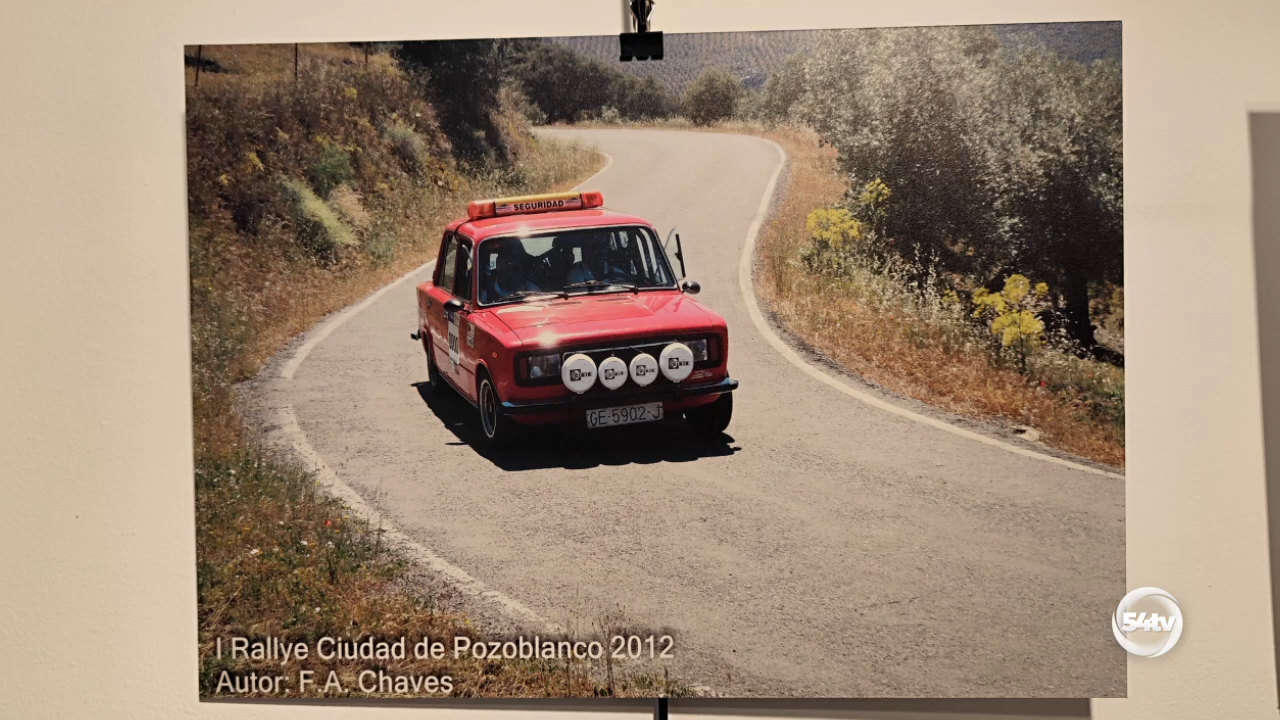 SEGURIDAD
GE-5902-J
I Rallye Ciudad de Pozoblanco 2012
Autor: F.A. Chaves
54tv